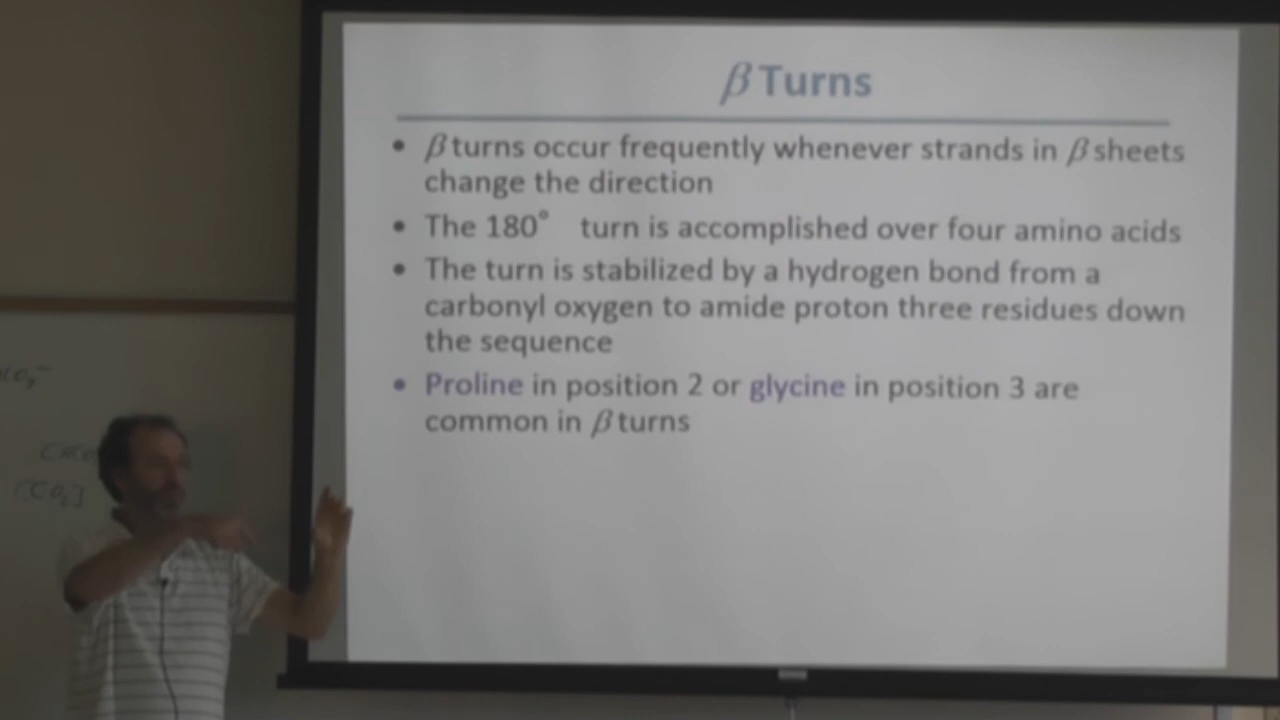 β Turns
• β turns occur frequently whenever strands in β sheets
change the direction
• The 180° turn is accomplished over four amino acids
• The turn is stabilized by a hydrogen bond from a
carbonyl oxygen to amide proton three residues down
the sequence
• Proline in position 2 or glycine in position 3 are
common in β turns
[CO₂]